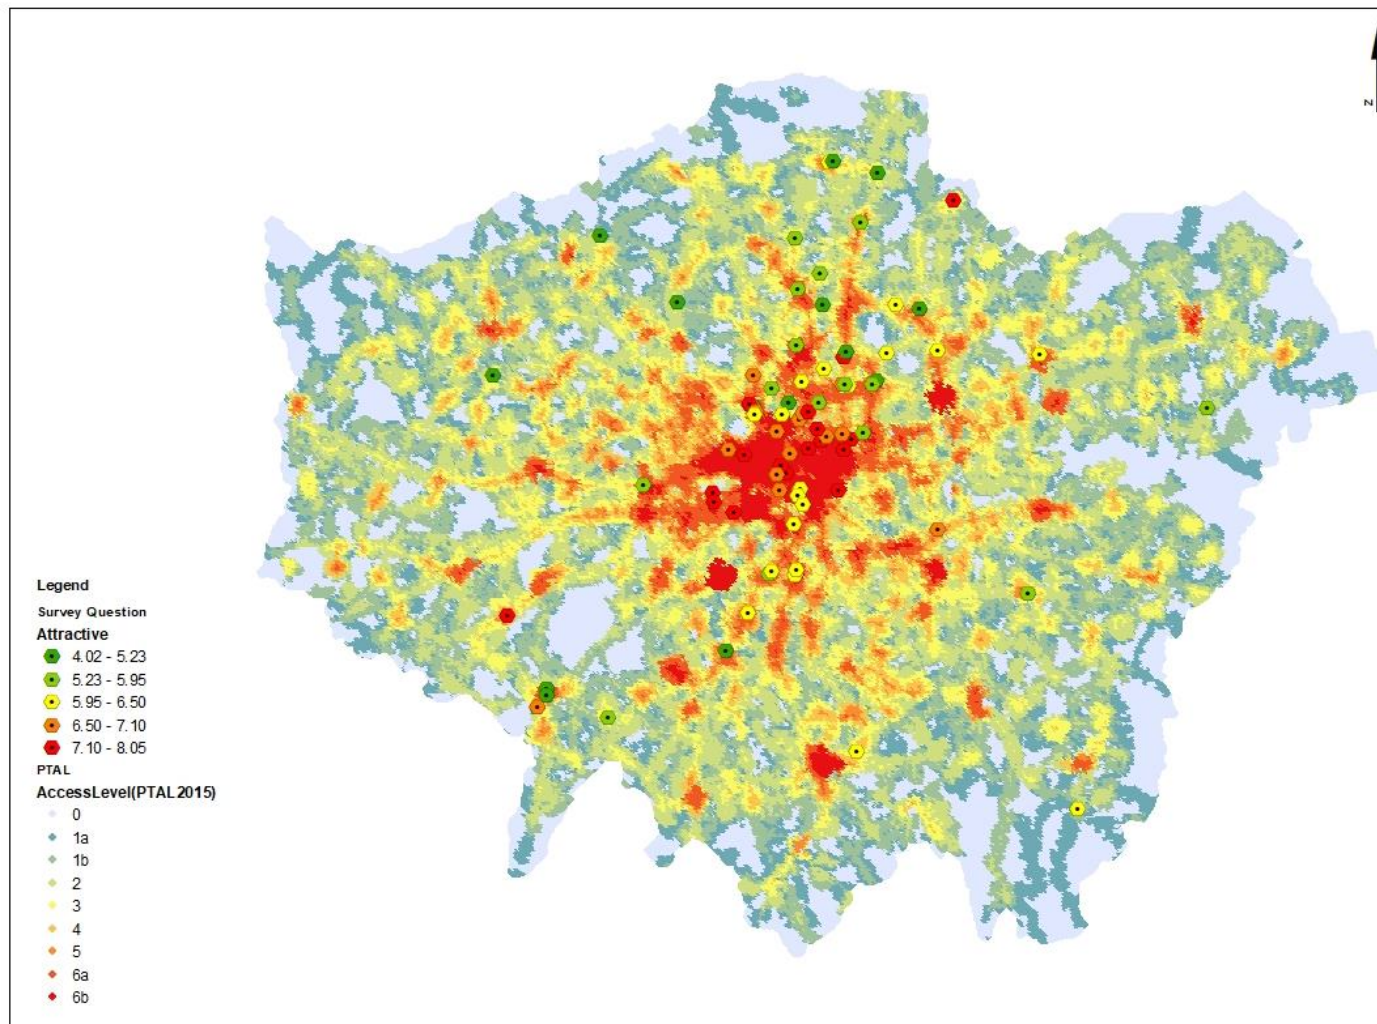 N
Legend
Survey Question
Attractive
4.02 - 5.23
5.23 - 5.95
5.95 - 6.50
6.50 - 7.10
7.10 - 8.05
PTAL
AccessLevel(PTAL2015)
0
1a
1b
2
3
4
5
6a
6b